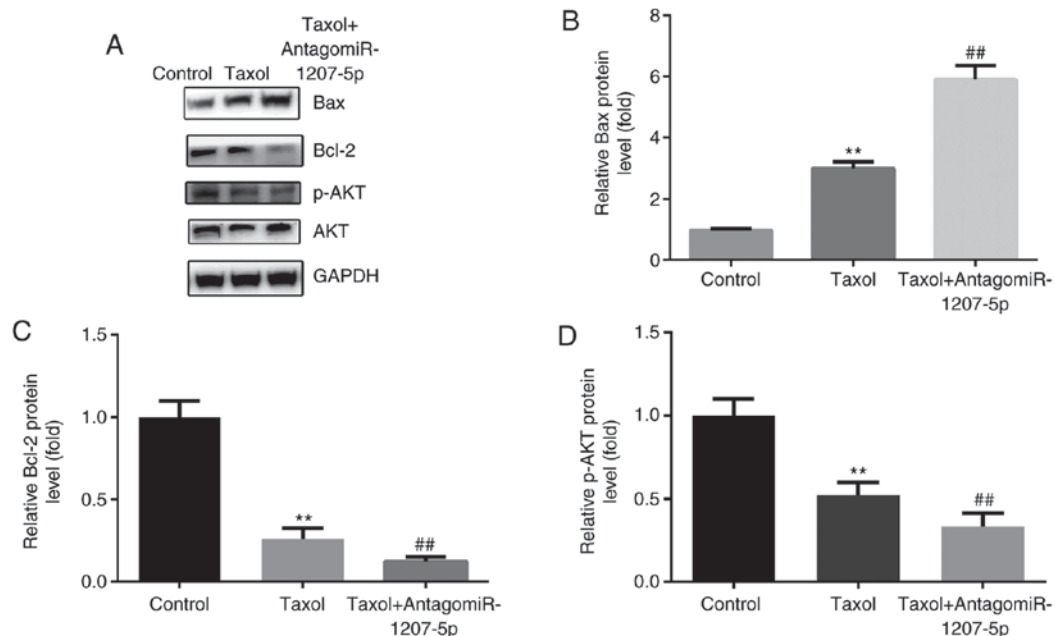 A
Control
Taxol
Taxol+
AntagomiR-
1207-5p
Bax
Bcl-2
p-AKT
AKT
GAPDH
B
Relative Bax protein
level (fold)
8
6
4
2
0
**
##
Control
Taxol
Taxol+AntagomiR-
1207-5p
C
Relative Bcl-2 protein
level (fold)
1.5
1.0
0.5
0.0
**
##
Control
Taxol
Taxol+AntagomiR-
1207-5p
D
Relative p-AKT protein
level (fold)
1.5
1.0
0.5
0.0
**
##
Control
Taxol
Taxol+AntagomiR-
1207-5p